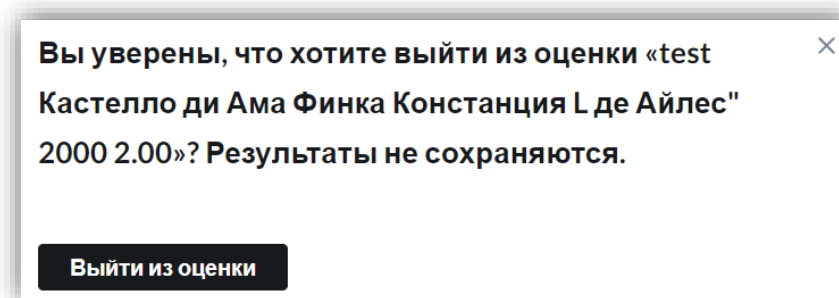 Вы уверены, что хотите выйти из оценки «test
Кастелло ди Ама Финка Констанция L де Айлес"
2000 2.00»? Результаты не сохраняются.
Выйти из оценки